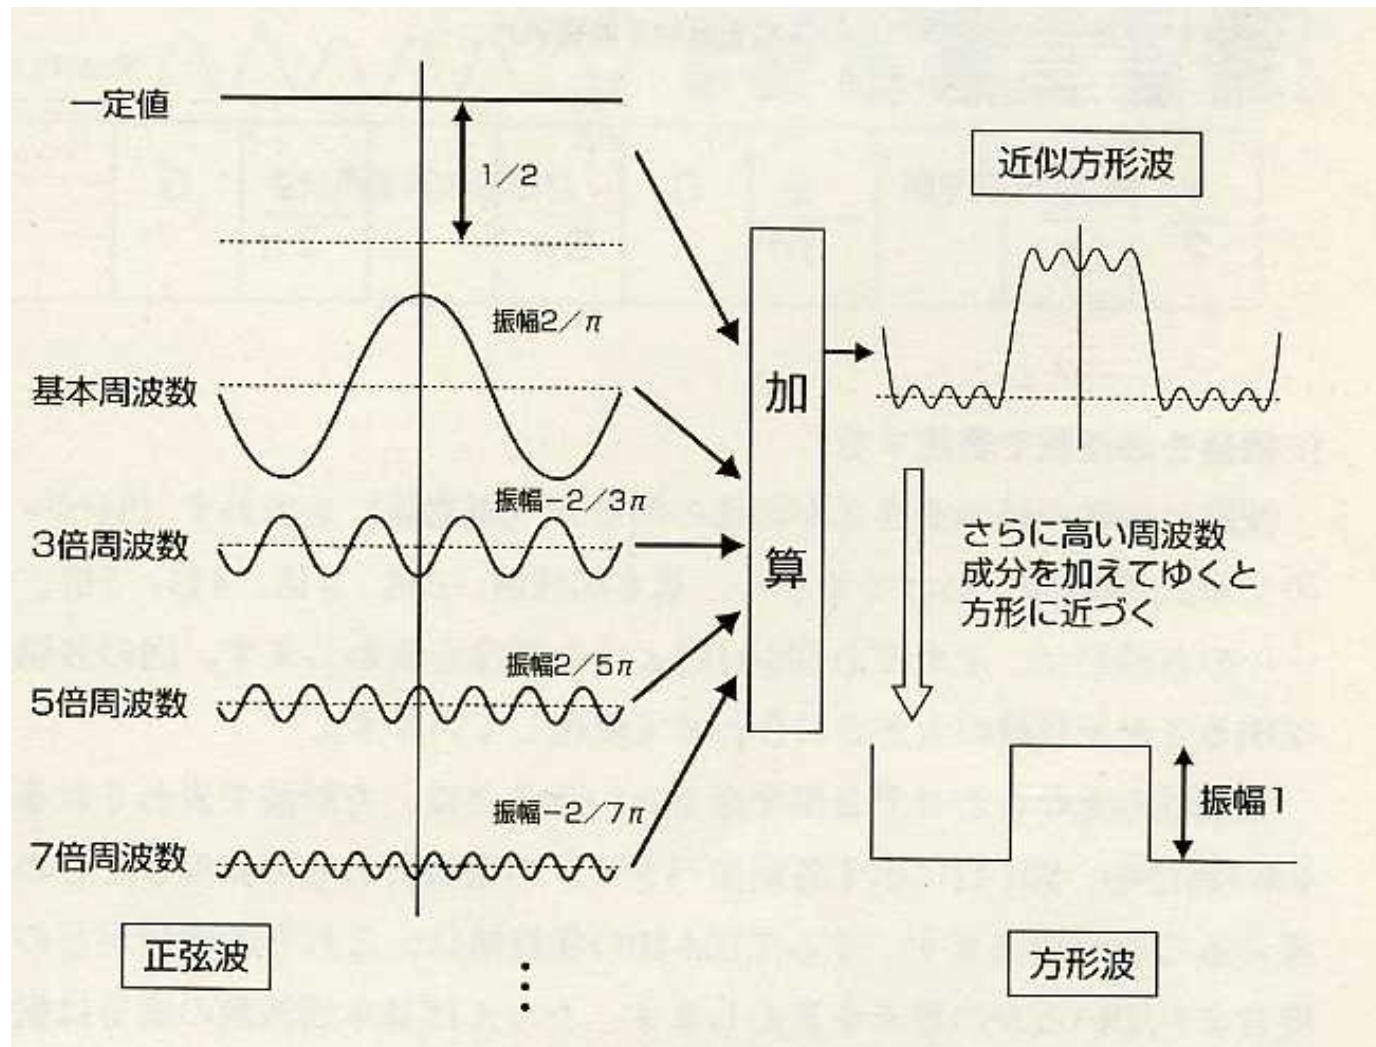 一定値
1/2
近似方形波
振幅2/π
基本周波数
加
算
振幅-2/3π
3倍周波数
さらに高い周波数
成分を加えてゆくと
方形に近づく
振幅2/5π
5倍周波数
振幅1
振幅-2/7π
7倍周波数
正弦波
方形波